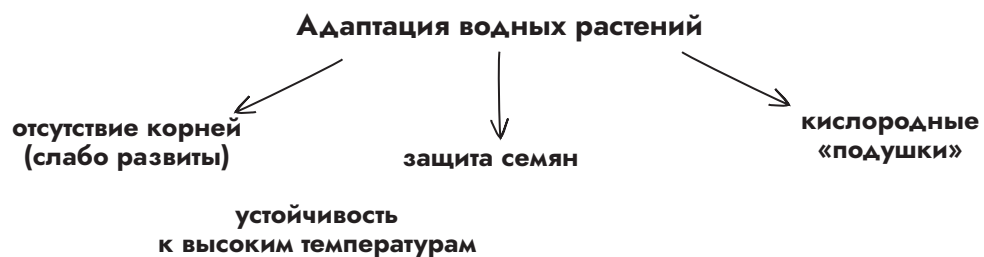 Адаптация водных растений
отсутствие корней
(слабо развиты)
защита семян
кислородные
«подушки»
устойчивость
к высоким температурам